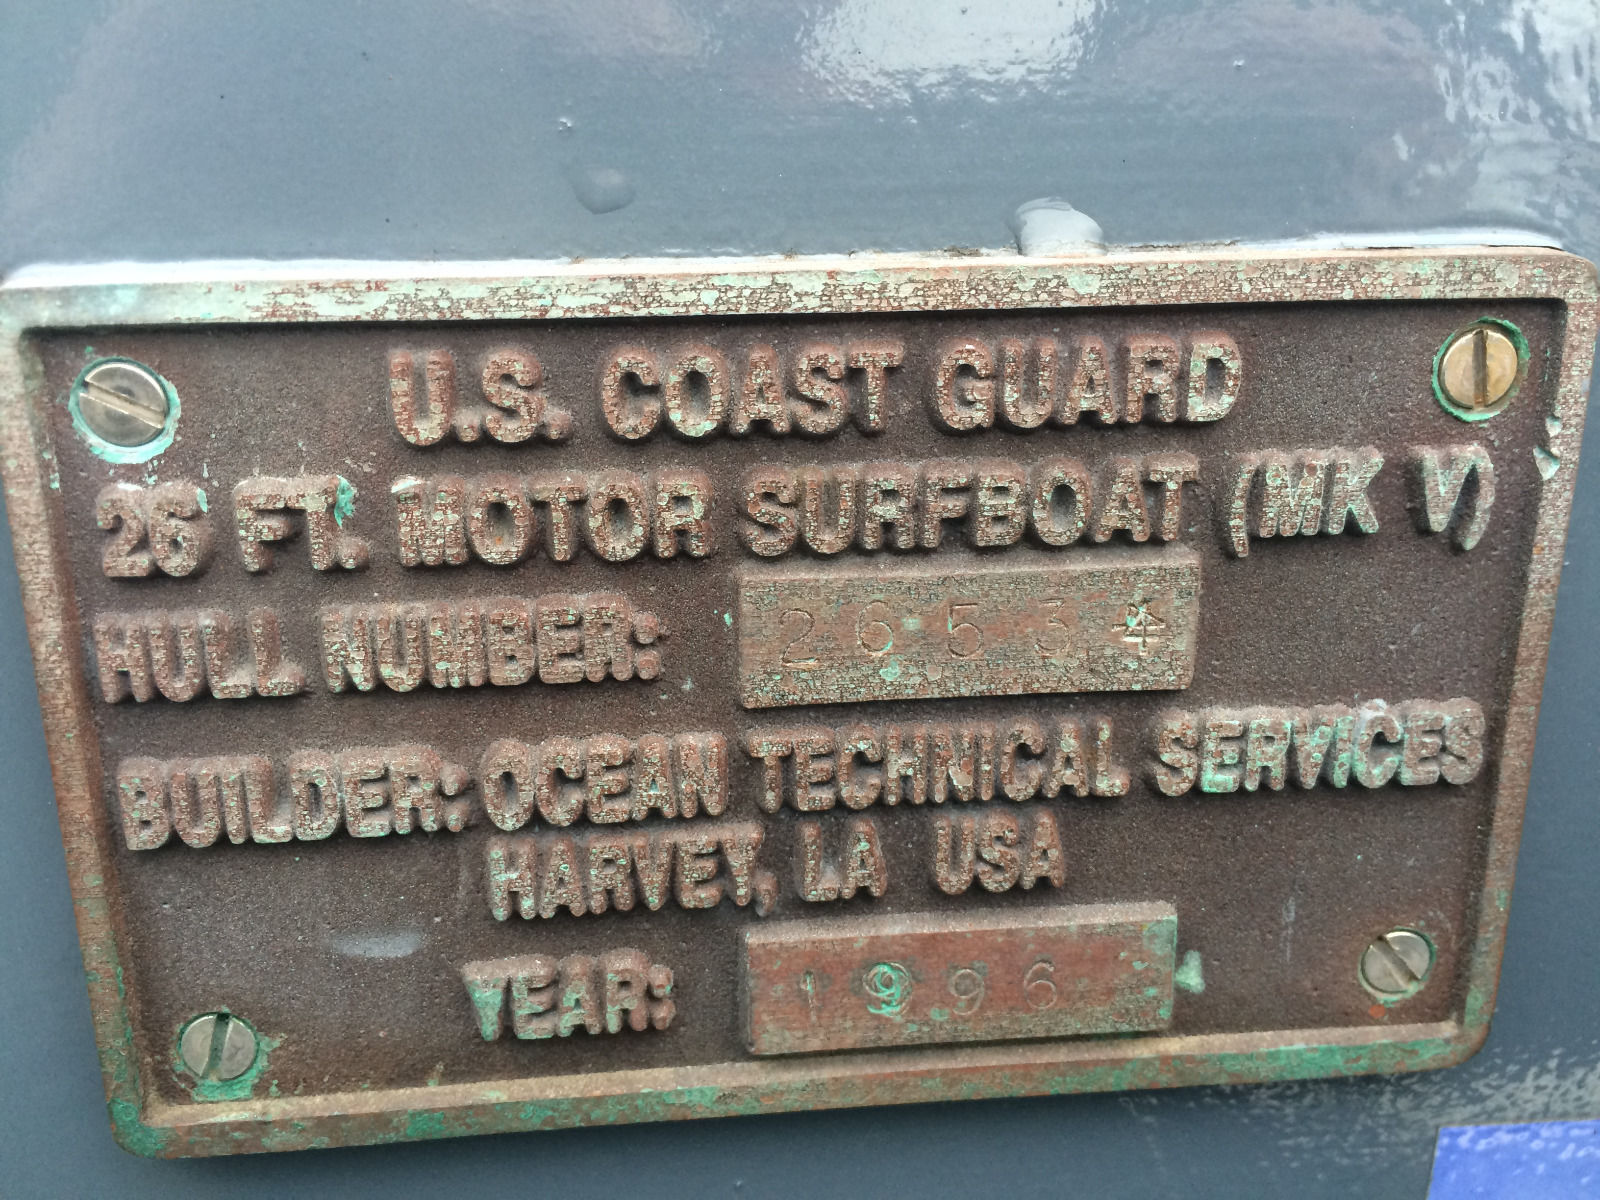 U.S. COAST GUARD
26 FT. MOTOR SURFBOAT (MK V)
HULL NUMBER: 26534
BUILDER: OCEAN TECHNICAL SERVICES
HARVEY, LA USA
YEAR: 1996